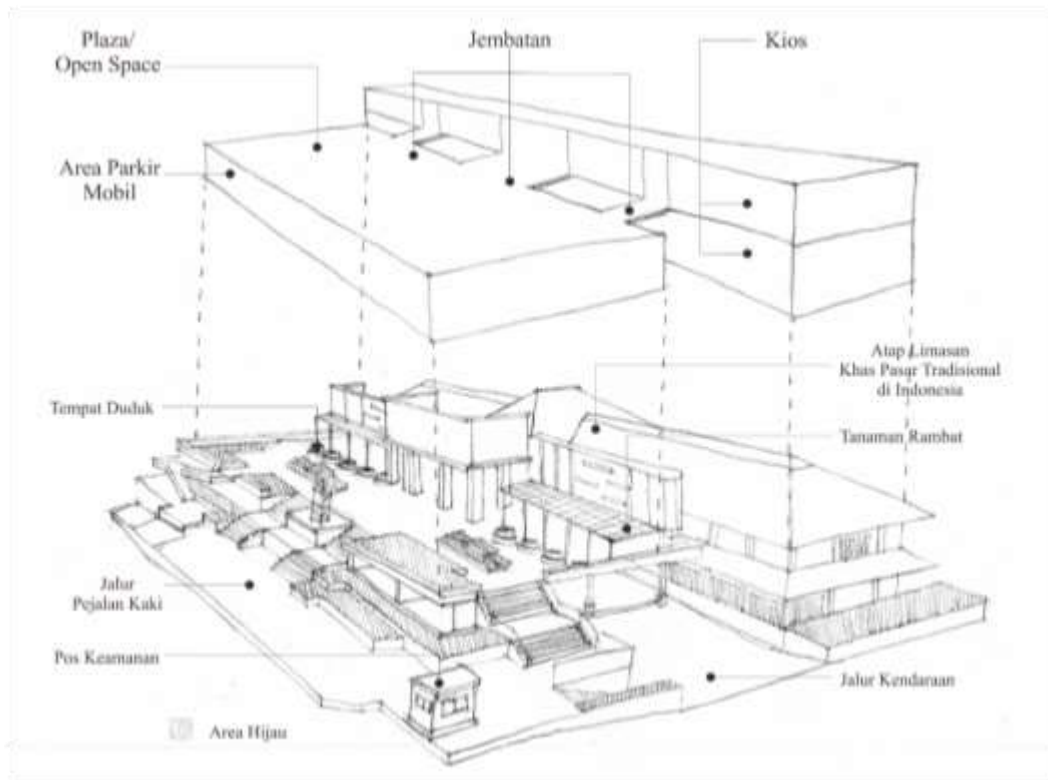 Plaza/
Open Space
Jembatan
Kios
Area Parkir
Mobil
Atap Limasan
Khas Pasar Tradisional
di Indonesia
Tempat Duduk
Tanaman Rambat
Jalur
Pejalan Kaki
Pos Keamanan
Jalur Kendaraan
Area Hijau